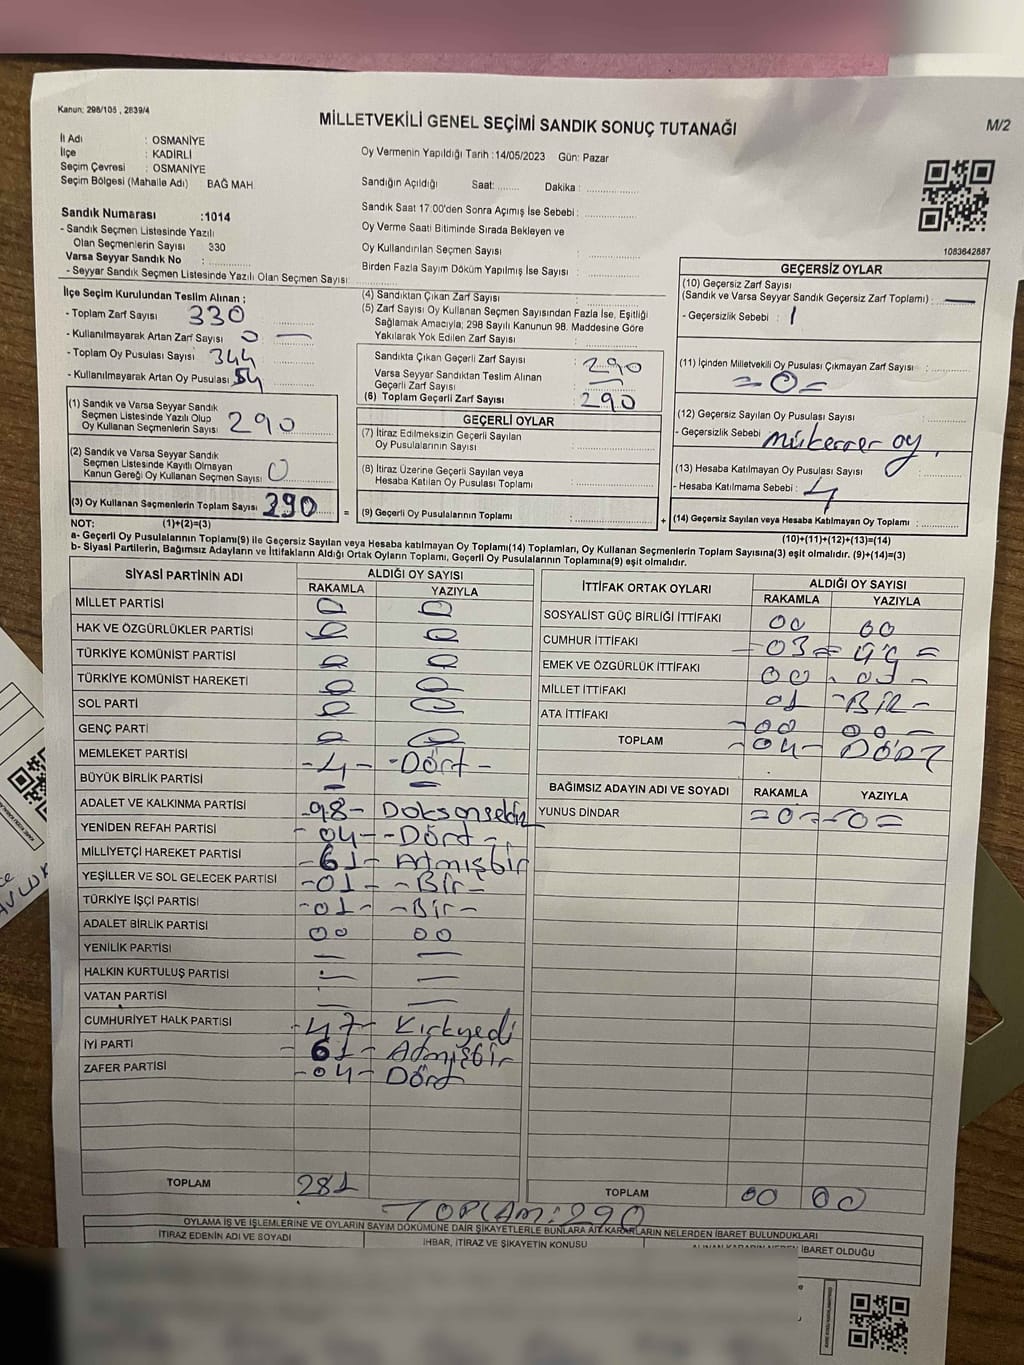 Kanun: 298/105 , 2839/4
MİLLETVEKİLİ GENEL SEÇİMİ SANDIK SONUÇ TUTANAĞI
M/2
İl Adı : OSMANİYE
İlçe : KADİRLİ
Seçim Çevresi : OSMANİYE
Seçim Bölgesi (Mahalle Adı) BAĞ MAH.
Sandık Numarası :1014
- Sandık Seçmen Listesinde Yazılı
Olan Seçmenlerin Sayısı 330
Varsa Seyyar Sandık No : ..............
- Seyyar Sandık Seçmen Listesinde Yazılı Olan Seçmen Sayısı ..............
Oy Vermenin Yapıldığı Tarih :14/05/2023 Gün: Pazar
Sandığın Açıldığı Saat: ....... Dakika : ..............
Sandık Saat 17:00'den Sonra Açımış İse Sebebi : ..............
Oy Verme Saati Bitiminde Sırada Bekleyen ve
Oy Kullandırılan Seçmen Sayısı : ..............
Birden Fazla Sayım Döküm Yapılmış İse Sayısı : ..............
1083642887
İlçe Seçim Kurulundan Teslim Alınan ;
- Toplam Zarf Sayısı 330
- Kullanılmayarak Artan Zarf Sayısı 0 —
- Toplam Oy Pusulası Sayısı 344
- Kullanılmayarak Artan Oy Pusulası 54
(1) Sandık ve Varsa Seyyar Sandık
Seçmen Listesinde Yazılı Olup
Oy Kullanan Seçmenlerin Sayısı 290
(2) Sandık ve Varsa Seyyar Sandık
Seçmen Listesinde Kayıtlı Olmayan
Kanun Gereği Oy Kullanan Seçmen Sayısı 0
(3) Oy Kullanan Seçmenlerin Toplam Sayısı 290
(4) Sandıktan Çıkan Zarf Sayısı : ..............
(5) Zarf Sayısı Oy Kullanan Seçmen Sayısından Fazla İse, Eşitliği
Sağlamak Amacıyla; 298 Sayılı Kanunun 98. Maddesine Göre
Yakılarak Yok Edilen Zarf Sayısı : ..............
Sandıkta Çıkan Geçerli Zarf Sayısı : 290
Varsa Seyyar Sandıktan Teslim Alınan
Geçerli Zarf Sayısı : —
(6) Toplam Geçerli Zarf Sayısı : 290
GEÇERLİ OYLAR
(7) İtiraz Edilmeksizin Geçerli Sayılan
Oy Pusulalarının Sayısı : ..............
(8) İtiraz Üzerine Geçerli Sayılan veya
Hesaba Katılan Oy Pusulası Toplamı : ..............
= (9) Geçerli Oy Pusulalarının Toplamı : .............. +
GEÇERSİZ OYLAR
(10) Geçersiz Zarf Sayısı
(Sandık ve Varsa Seyyar Sandık Geçersiz Zarf Toplamı) : —
- Geçersizlik Sebebi :
(11) İçinden Milletvekili Oy Pusulası Çıkmayan Zarf Sayısı : ..............
=0=
(12) Geçersiz Sayılan Oy Pusulası Sayısı : ..............
- Geçersizlik Sebebi mükerrer oy.
(13) Hesaba Katılmayan Oy Pusulası Sayısı : ..............
- Hesaba Katılmama Sebebi : 4
(14) Geçersiz Sayılan veya Hesaba Katılmayan Oy Toplamı : ..............
NOT: (1)+(2)=(3)
(10)+(11)+(12)+(13)=(14)
a- Geçerli Oy Pusulalarının Toplamı(9) ile Geçersiz Sayılan veya Hesaba katılmayan Oy Toplamı(14) Toplamları, Oy Kullanan Seçmenlerin Toplam Sayısına(3) eşit olmalıdır. (9)+(14)=(3)
b- Siyasi Partilerin, Bağımsız Adayların ve İttifakların Aldığı Ortak Oyların Toplamı, Geçerli Oy Pusulalarının Toplamına(9) eşit olmalıdır.
SİYASİ PARTİNİN ADI ALDIĞI OY SAYISI
RAKAMLA YAZIYLA
MİLLET PARTİSİ 0 0
HAK VE ÖZGÜRLÜKLER PARTİSİ 0 0
TÜRKİYE KOMÜNİST PARTİSİ 0 0
TÜRKİYE KOMÜNİST HAREKETİ 0 0
SOL PARTİ 0 0
GENÇ PARTİ 0 0
MEMLEKET PARTİSİ -4- -Dört-
BÜYÜK BİRLİK PARTİSİ — —
ADALET VE KALKINMA PARTİSİ -98- Doksansekiz
YENİDEN REFAH PARTİSİ -04- -Dört-
MİLLİYETÇİ HAREKET PARTİSİ -61- Atmışbir
YEŞİLLER VE SOL GELECEK PARTİSİ -01- -Bir-
TÜRKİYE İŞÇİ PARTİSİ -01- -Bir-
ADALET BİRLİK PARTİSİ 00 00
YENİLİK PARTİSİ — —
HALKIN KURTULUŞ PARTİSİ — —
VATAN PARTİSİ — —
CUMHURİYET HALK PARTİSİ -47- Kırkyedi
İYİ PARTİ -61- Atmışbir
ZAFER PARTİSİ -04- Dört
TOPLAM 281
İTTİFAK ORTAK OYLARI ALDIĞI OY SAYISI
RAKAMLA YAZIYLA
SOSYALİST GÜÇ BİRLİĞİ İTTİFAKI 00 00
CUMHUR İTTİFAKI -03= Üç=
EMEK VE ÖZGÜRLÜK İTTİFAKI 00
MİLLET İTTİFAKI 01 -BİR-
ATA İTTİFAKI -00 00-
TOPLAM -04- DÖRT
BAĞIMSIZ ADAYIN ADI VE SOYADI RAKAMLA YAZIYLA
YUNUS DİNDAR =0= =0=
TOPLAM 00 00
TOPLAM:290
OYLAMA İŞ VE İŞLEMLERİNE VE OYLARIN SAYIM DÖKÜMÜNE DAİR ŞİKAYETLERLE BUNLARA AİT KARARLARIN NELERDEN İBARET BULUNDUKLARI
İTİRAZ EDENİN ADI VE SOYADI
İHBAR, İTİRAZ VE ŞİKAYETİN KONUSU
İBARET OLDUĞU